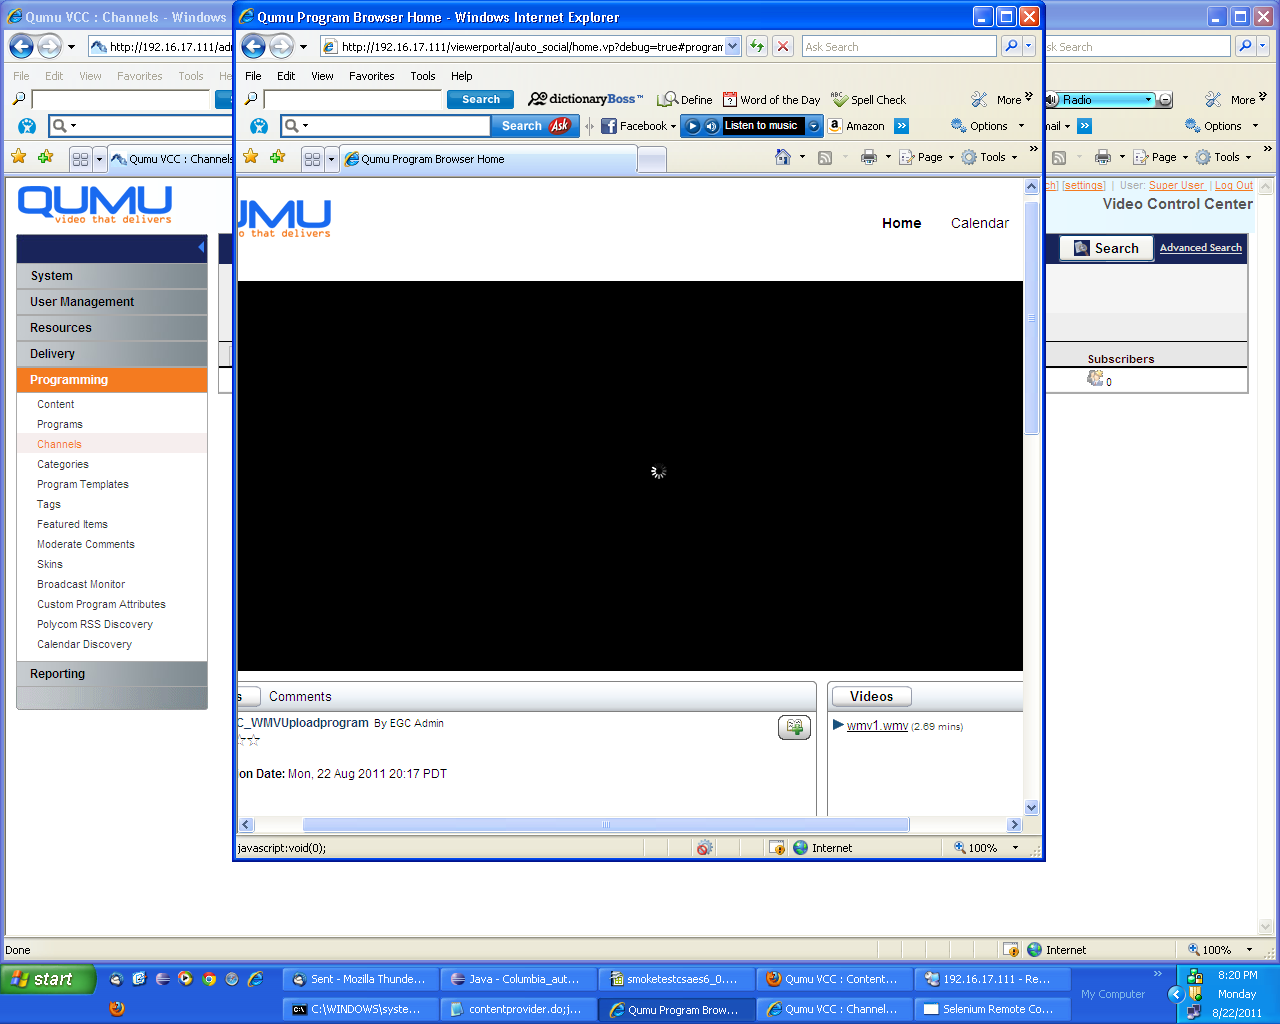 Qumu VCC : Channels - Windows
Qumu Program Browser Home - Windows Internet Explorer
http://192.16.17.111/adr
http://192.16.17.111/viewerportal/auto_social/home.vp?debug=true#program
Ask Search
k Search
File Edit View Favorites Tools He
File Edit View Favorites Tools Help
Search dictionaryBoss™ Define Word of the Day Spell Check More »
Radio More »
Search Ask Facebook Listen to music Amazon » Options
mail » Options
Qumu VCC : Channels
Qumu Program Browser Home
Page Tools »
Page Tools »
QUMU
video that delivers
UMU
o that delivers
Home Calendar
ch] [settings] | User: Super User | Log Out
Video Control Center
Search Advanced Search
System
User Management
Resources
Delivery
Programming
Content
Programs
Channels
Categories
Program Templates
Tags
Featured Items
Moderate Comments
Skins
Broadcast Monitor
Custom Program Attributes
Polycom RSS Discovery
Calendar Discovery
Reporting
Subscribers
0
s Comments
C_WMVUploadprogram By EGC Admin
on Date: Mon, 22 Aug 2011 20:17 PDT
Videos
wmv1.wmv (2.69 mins)
javascript:void(0);
Internet
100%
Done
Internet
100%
start
Sent - Mozilla Thunde...
Java - Columbia_aut...
smoketestcsaes6_0....
Qumu VCC : Content...
192.16.17.111 - Re...
C:\WINDOWS\syste...
contentprovider.do;j...
Qumu Program Brow...
Qumu VCC : Channel...
Selenium Remote Co...
My Computer
»
8:20 PM
Monday
8/22/2011